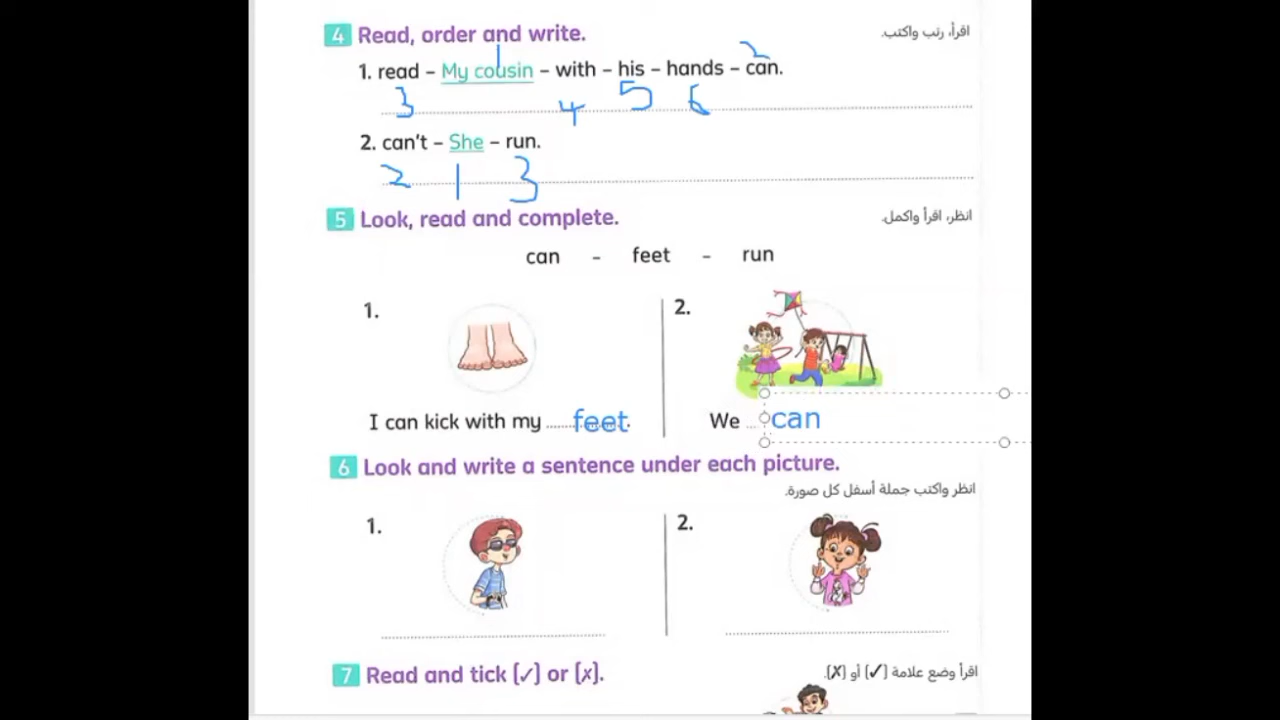 4 Read, order and write. اقرأ، رتب واكتب.
1
2
1. read – My cousin – with – his – hands – can.
3 4 5 6
2. can't – She – run.
2 1 3
5 Look, read and complete. انظر، اقرأ واكمل.
can - feet - run
1. 2.
I can kick with my ........ feet . We ... can
6 Look and write a sentence under each picture.
انظر واكتب جملة أسفل كل صورة.
1. 2.
7 Read and tick (✓) or (✗). اقرأ وضع علامة (✓) أو (✗).